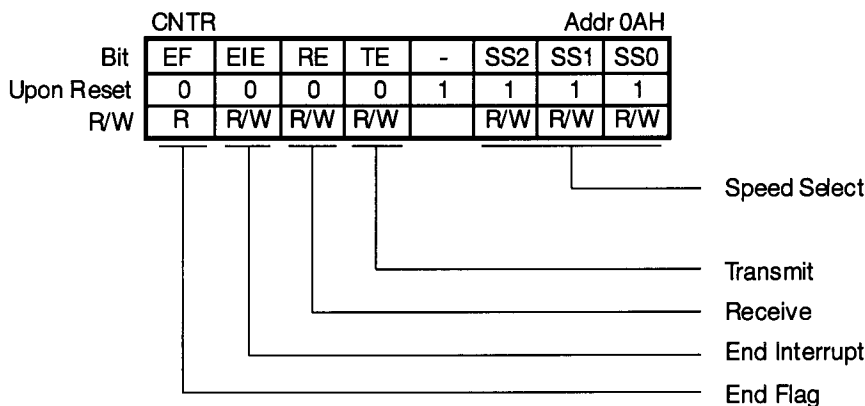 CNTR Addr 0AH
Bit EF EIE RE TE - SS2 SS1 SS0
Upon Reset 0 0 0 0 1 1 1 1
R/W R R/W R/W R/W R/W R/W R/W
Speed Select
Transmit
Receive
End Interrupt
End Flag